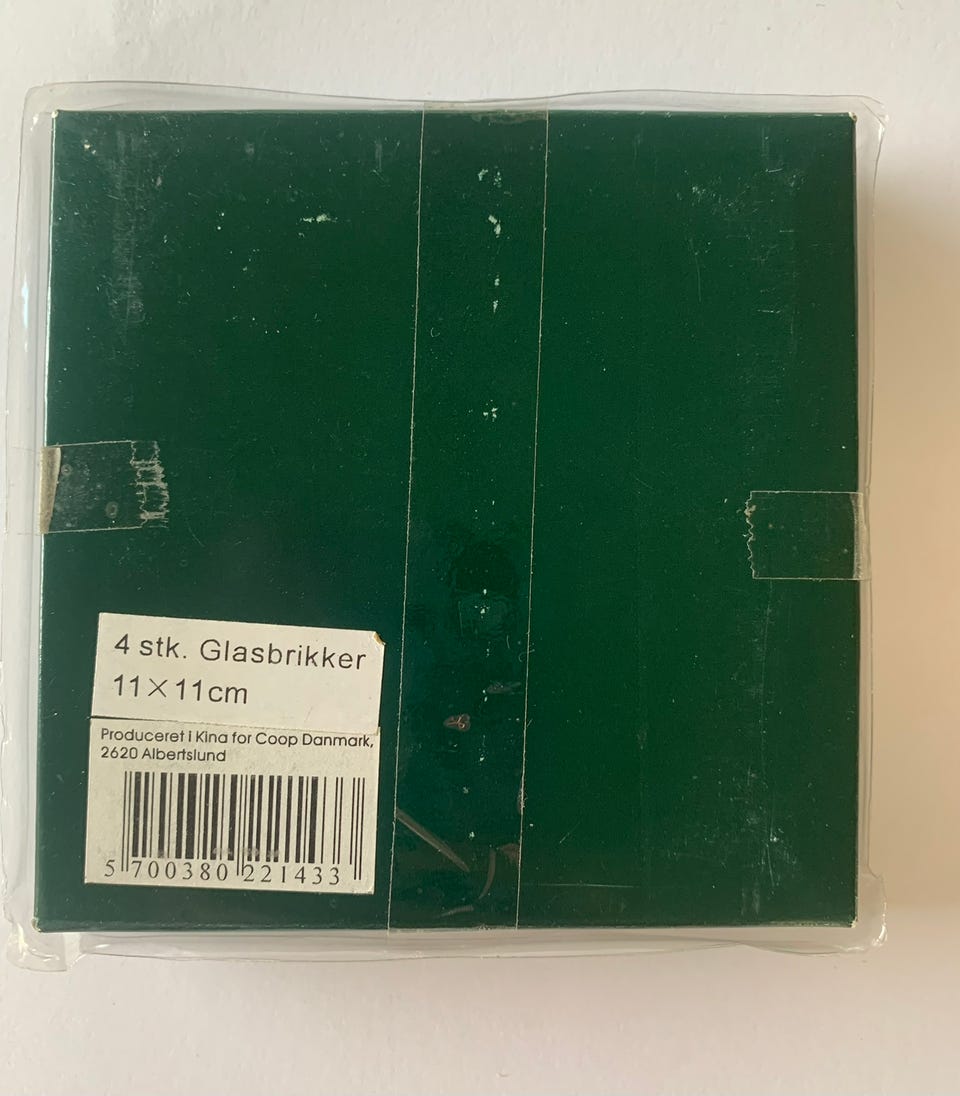 4 stk. Glasbrikker
11×11cm
Produceret i Kina for Coop Danmark,
2620 Albertslund
5 700380 221433